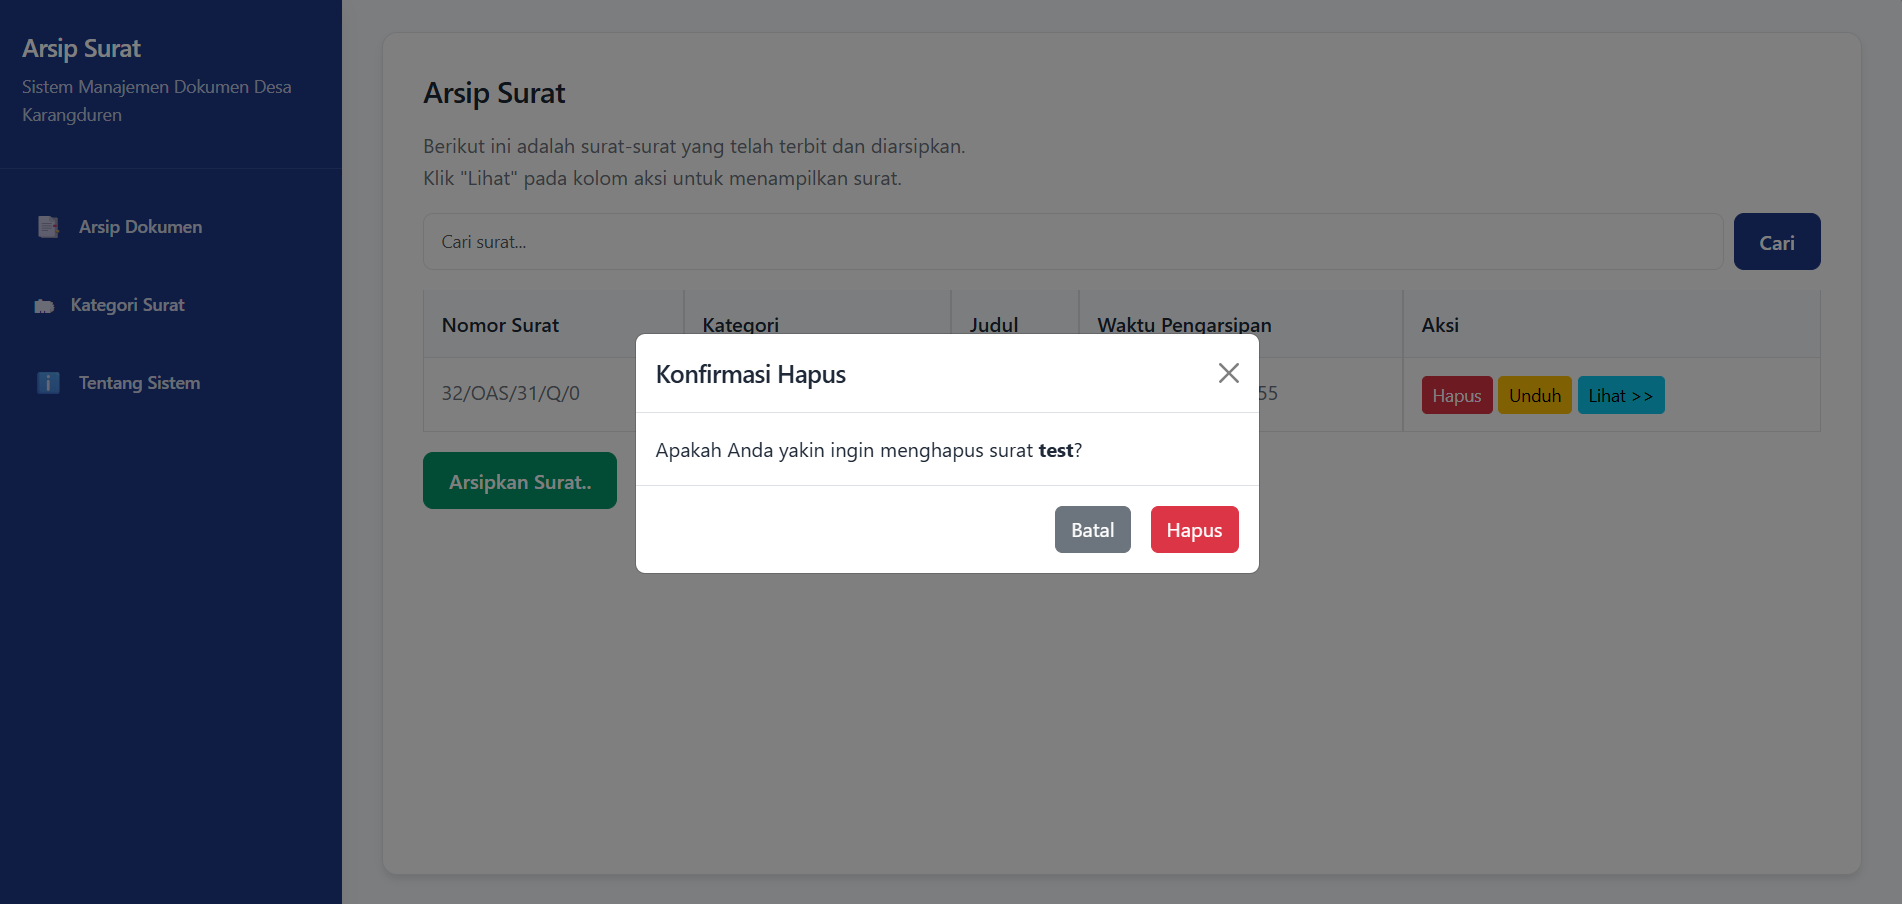 Arsip Surat
Sistem Manajemen Dokumen Desa
Karangduren
Arsip Dokumen
Kategori Surat
Tentang Sistem
Arsip Surat
Berikut ini adalah surat-surat yang telah terbit dan diarsipkan.
Klik "Lihat" pada kolom aksi untuk menampilkan surat.
Cari surat...
Cari
Nomor Surat Kategori Judul Waktu Pengarsipan Aksi
32/OAS/31/Q/0 55 Hapus Unduh Lihat >>
Arsipkan Surat..
Konfirmasi Hapus
Apakah Anda yakin ingin menghapus surat test?
Batal Hapus